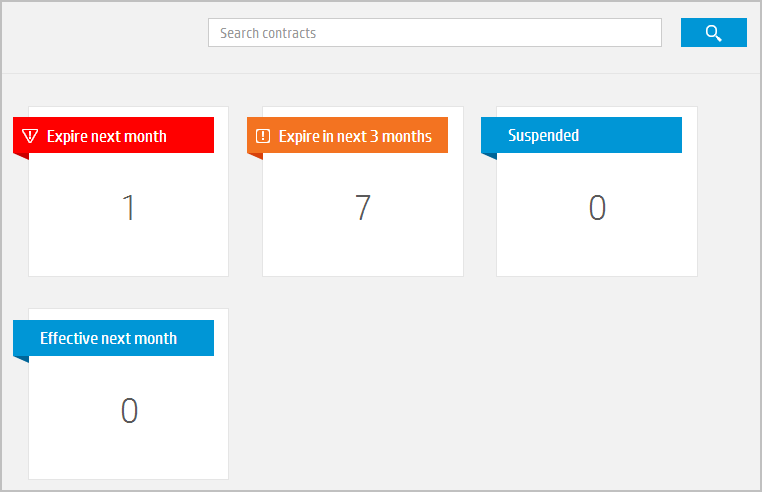 Search contracts
Expire next month
Expire in next 3 months
Suspended
1
7
0
Effective next month
0